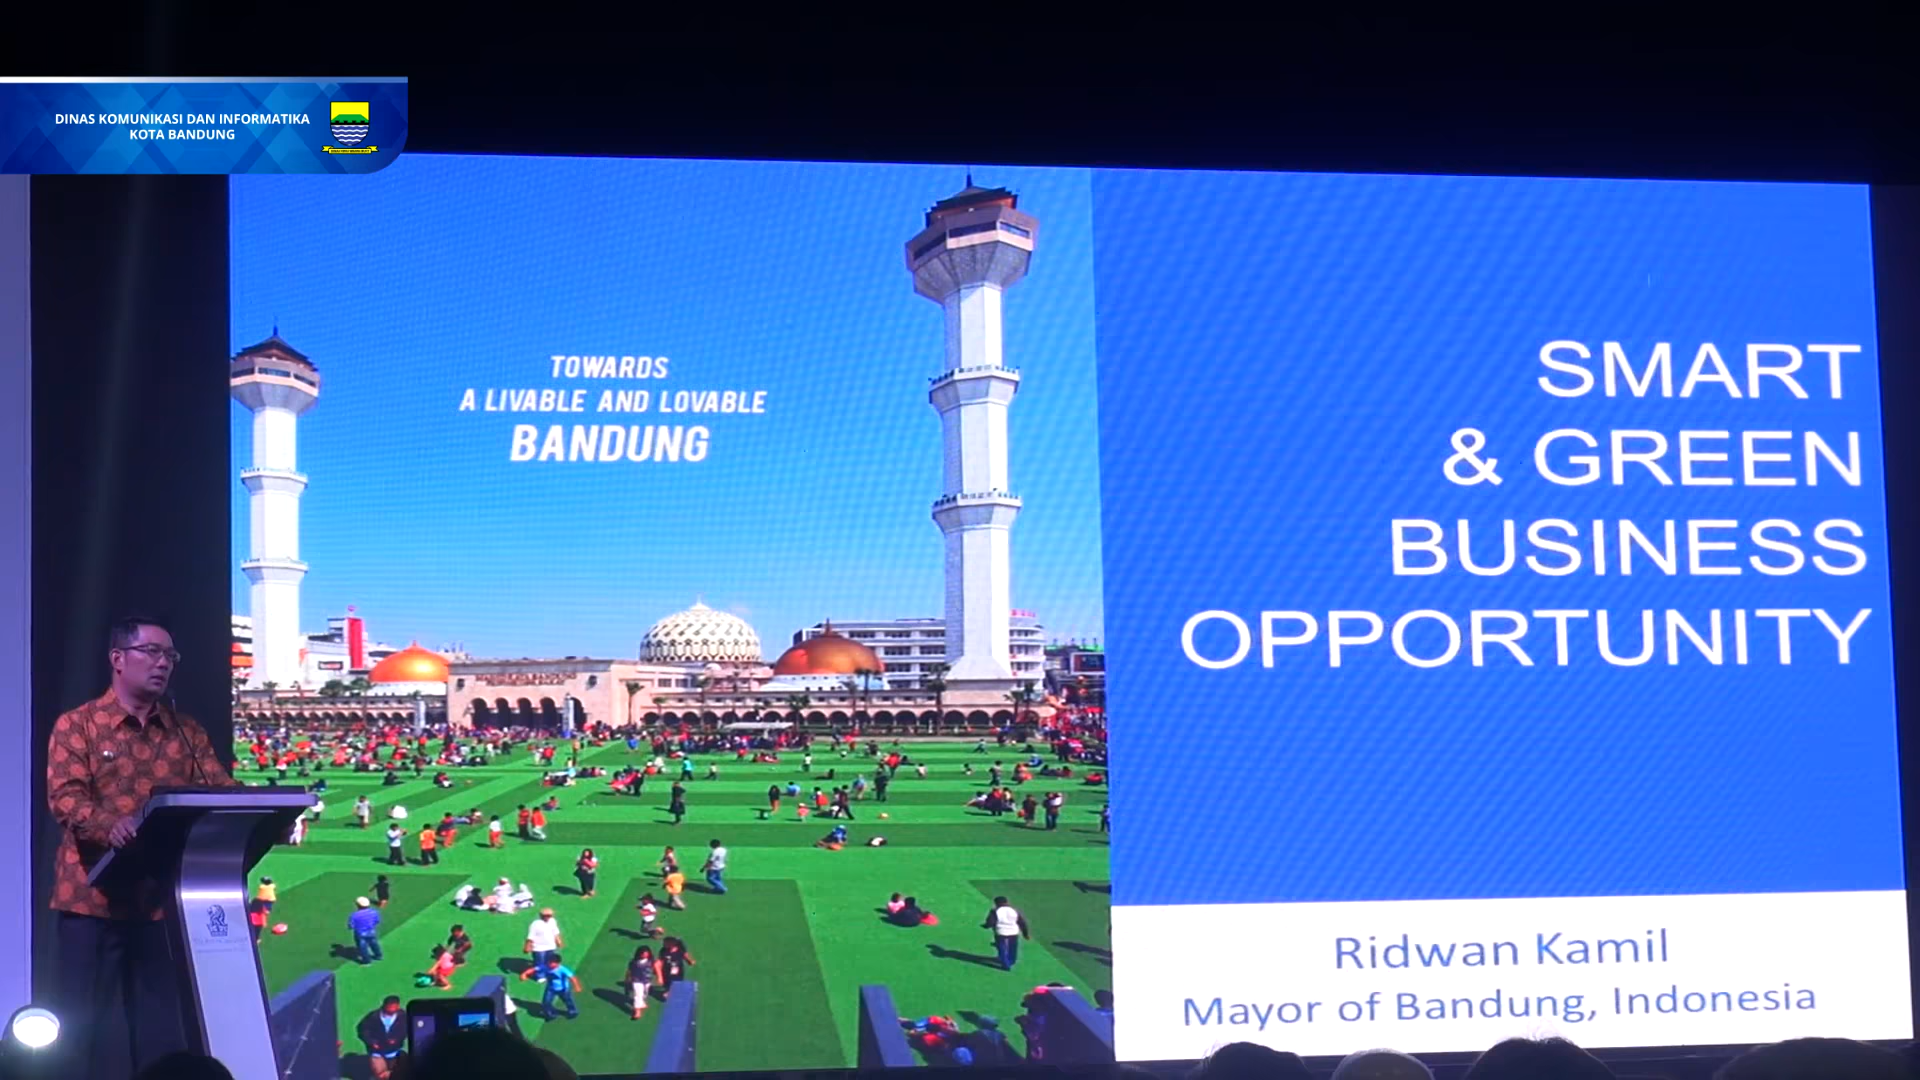 DINAS KOMUNIKASI DAN INFORMATIKA
KOTA BANDUNG
TOWARDS
A LIVABLE AND LOVABLE
BANDUNG
SMART
& GREEN
BUSINESS
OPPORTUNITY
Ridwan Kamil
Mayor of Bandung, Indonesia